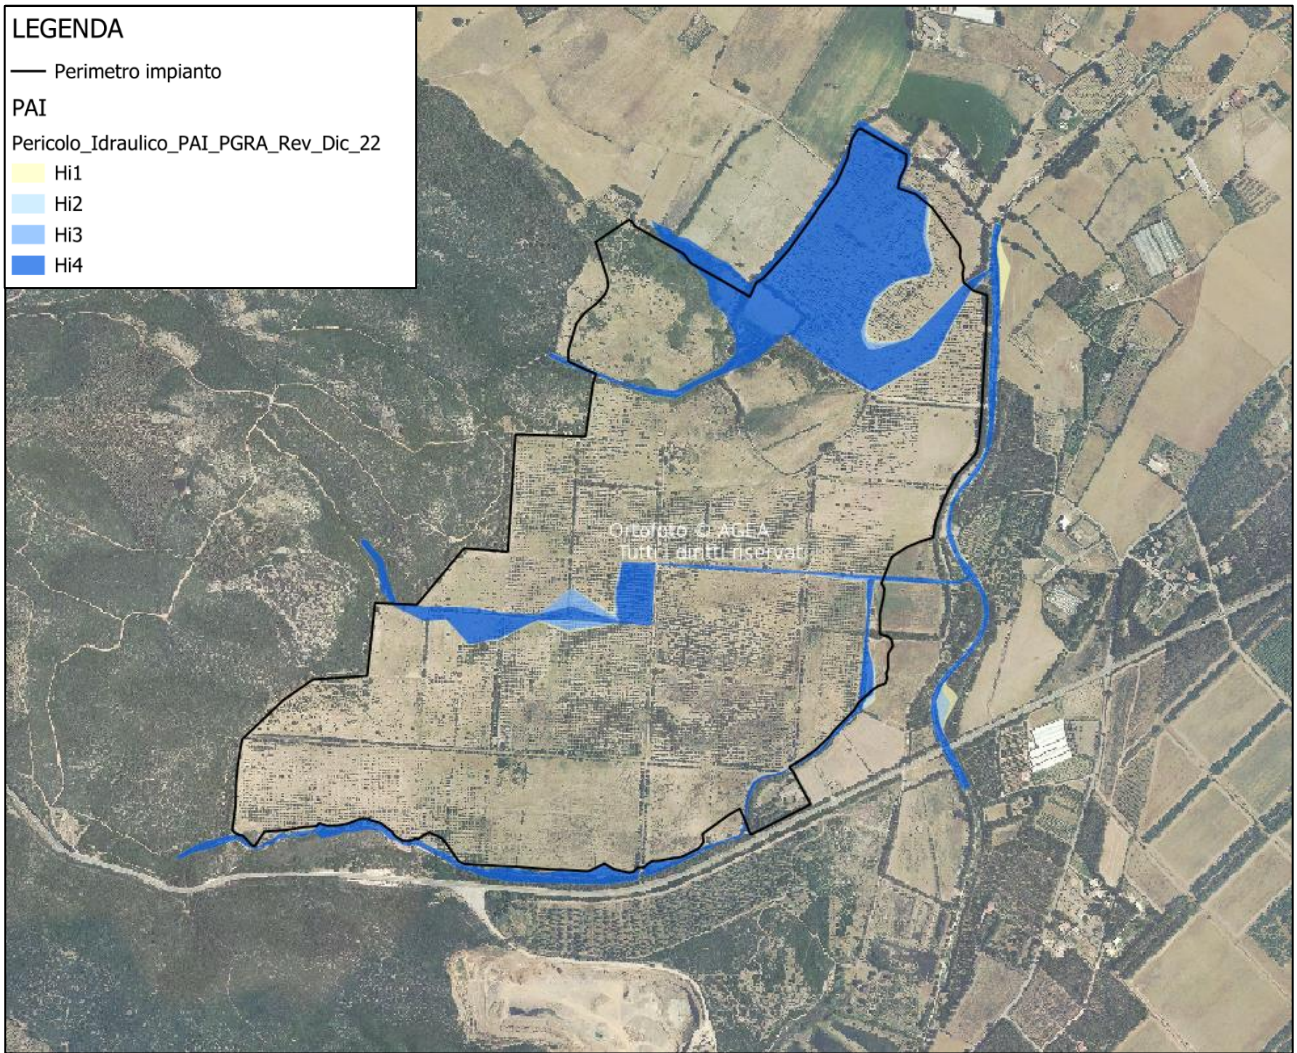 LEGENDA
Perimetro impianto
PAI
Pericolo_Idraulico_PAI_PGRA_Rev_Dic_22
Hi1
Hi2
Hi3
Hi4
Ortofoto © AGEA
Tutti i diritti riservati